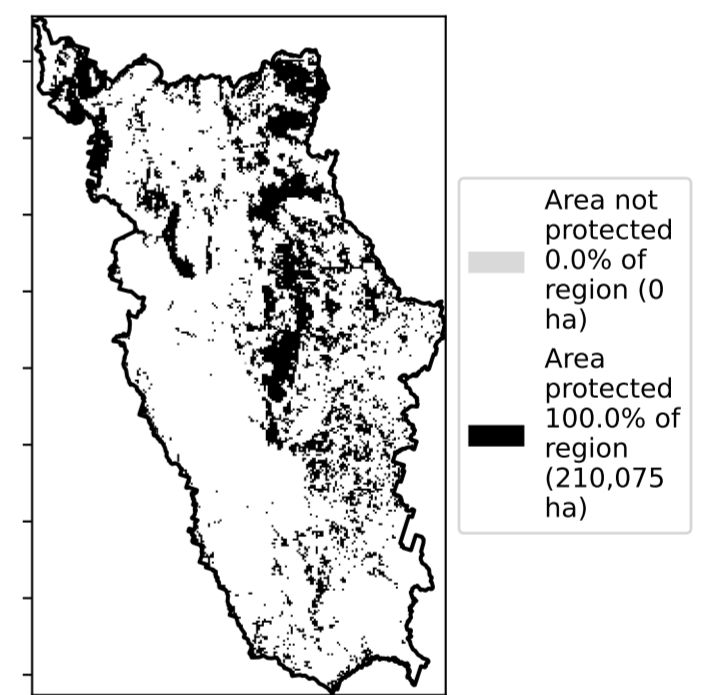 Area not
protected
0.0% of
region (0
ha)
Area
protected
100.0% of
region
(210,075
ha)